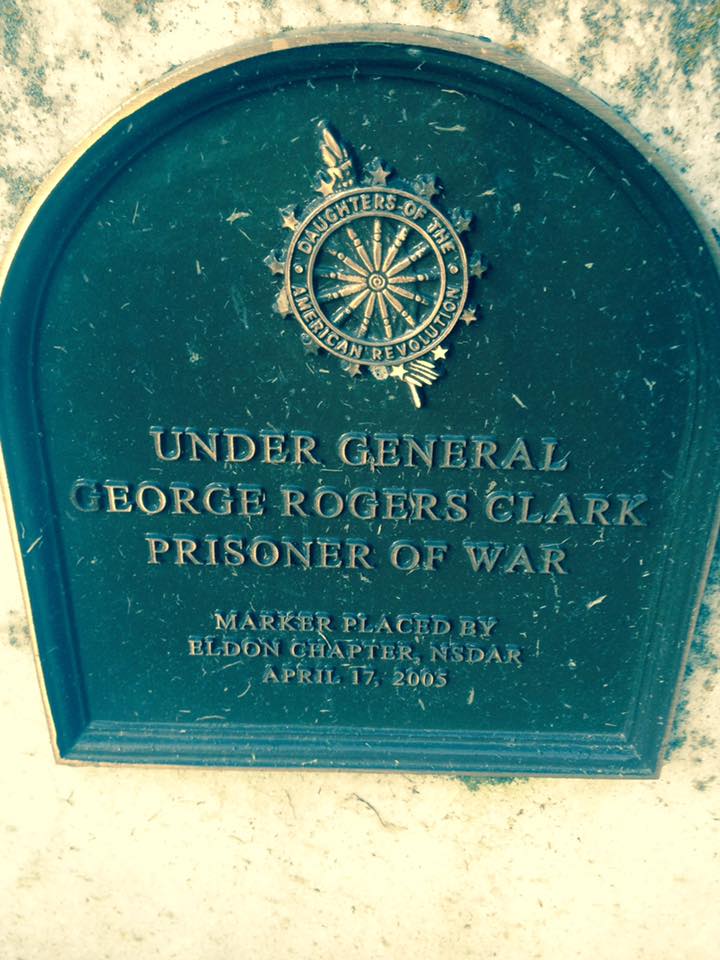 DAUGHTERS OF THE
AMERICAN REVOLUTION
UNDER GENERAL
GEORGE ROGERS CLARK
PRISONER OF WAR
MARKER PLACED BY
ELDON CHAPTER, NSDAR
APRIL 17, 2005